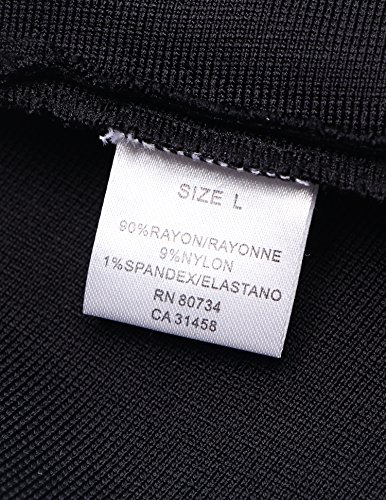 SIZE L
90%RAYON/RAYONNE
9%NYLON
1%SPANDEX/ELASTANO
RN 80734
CA 31458